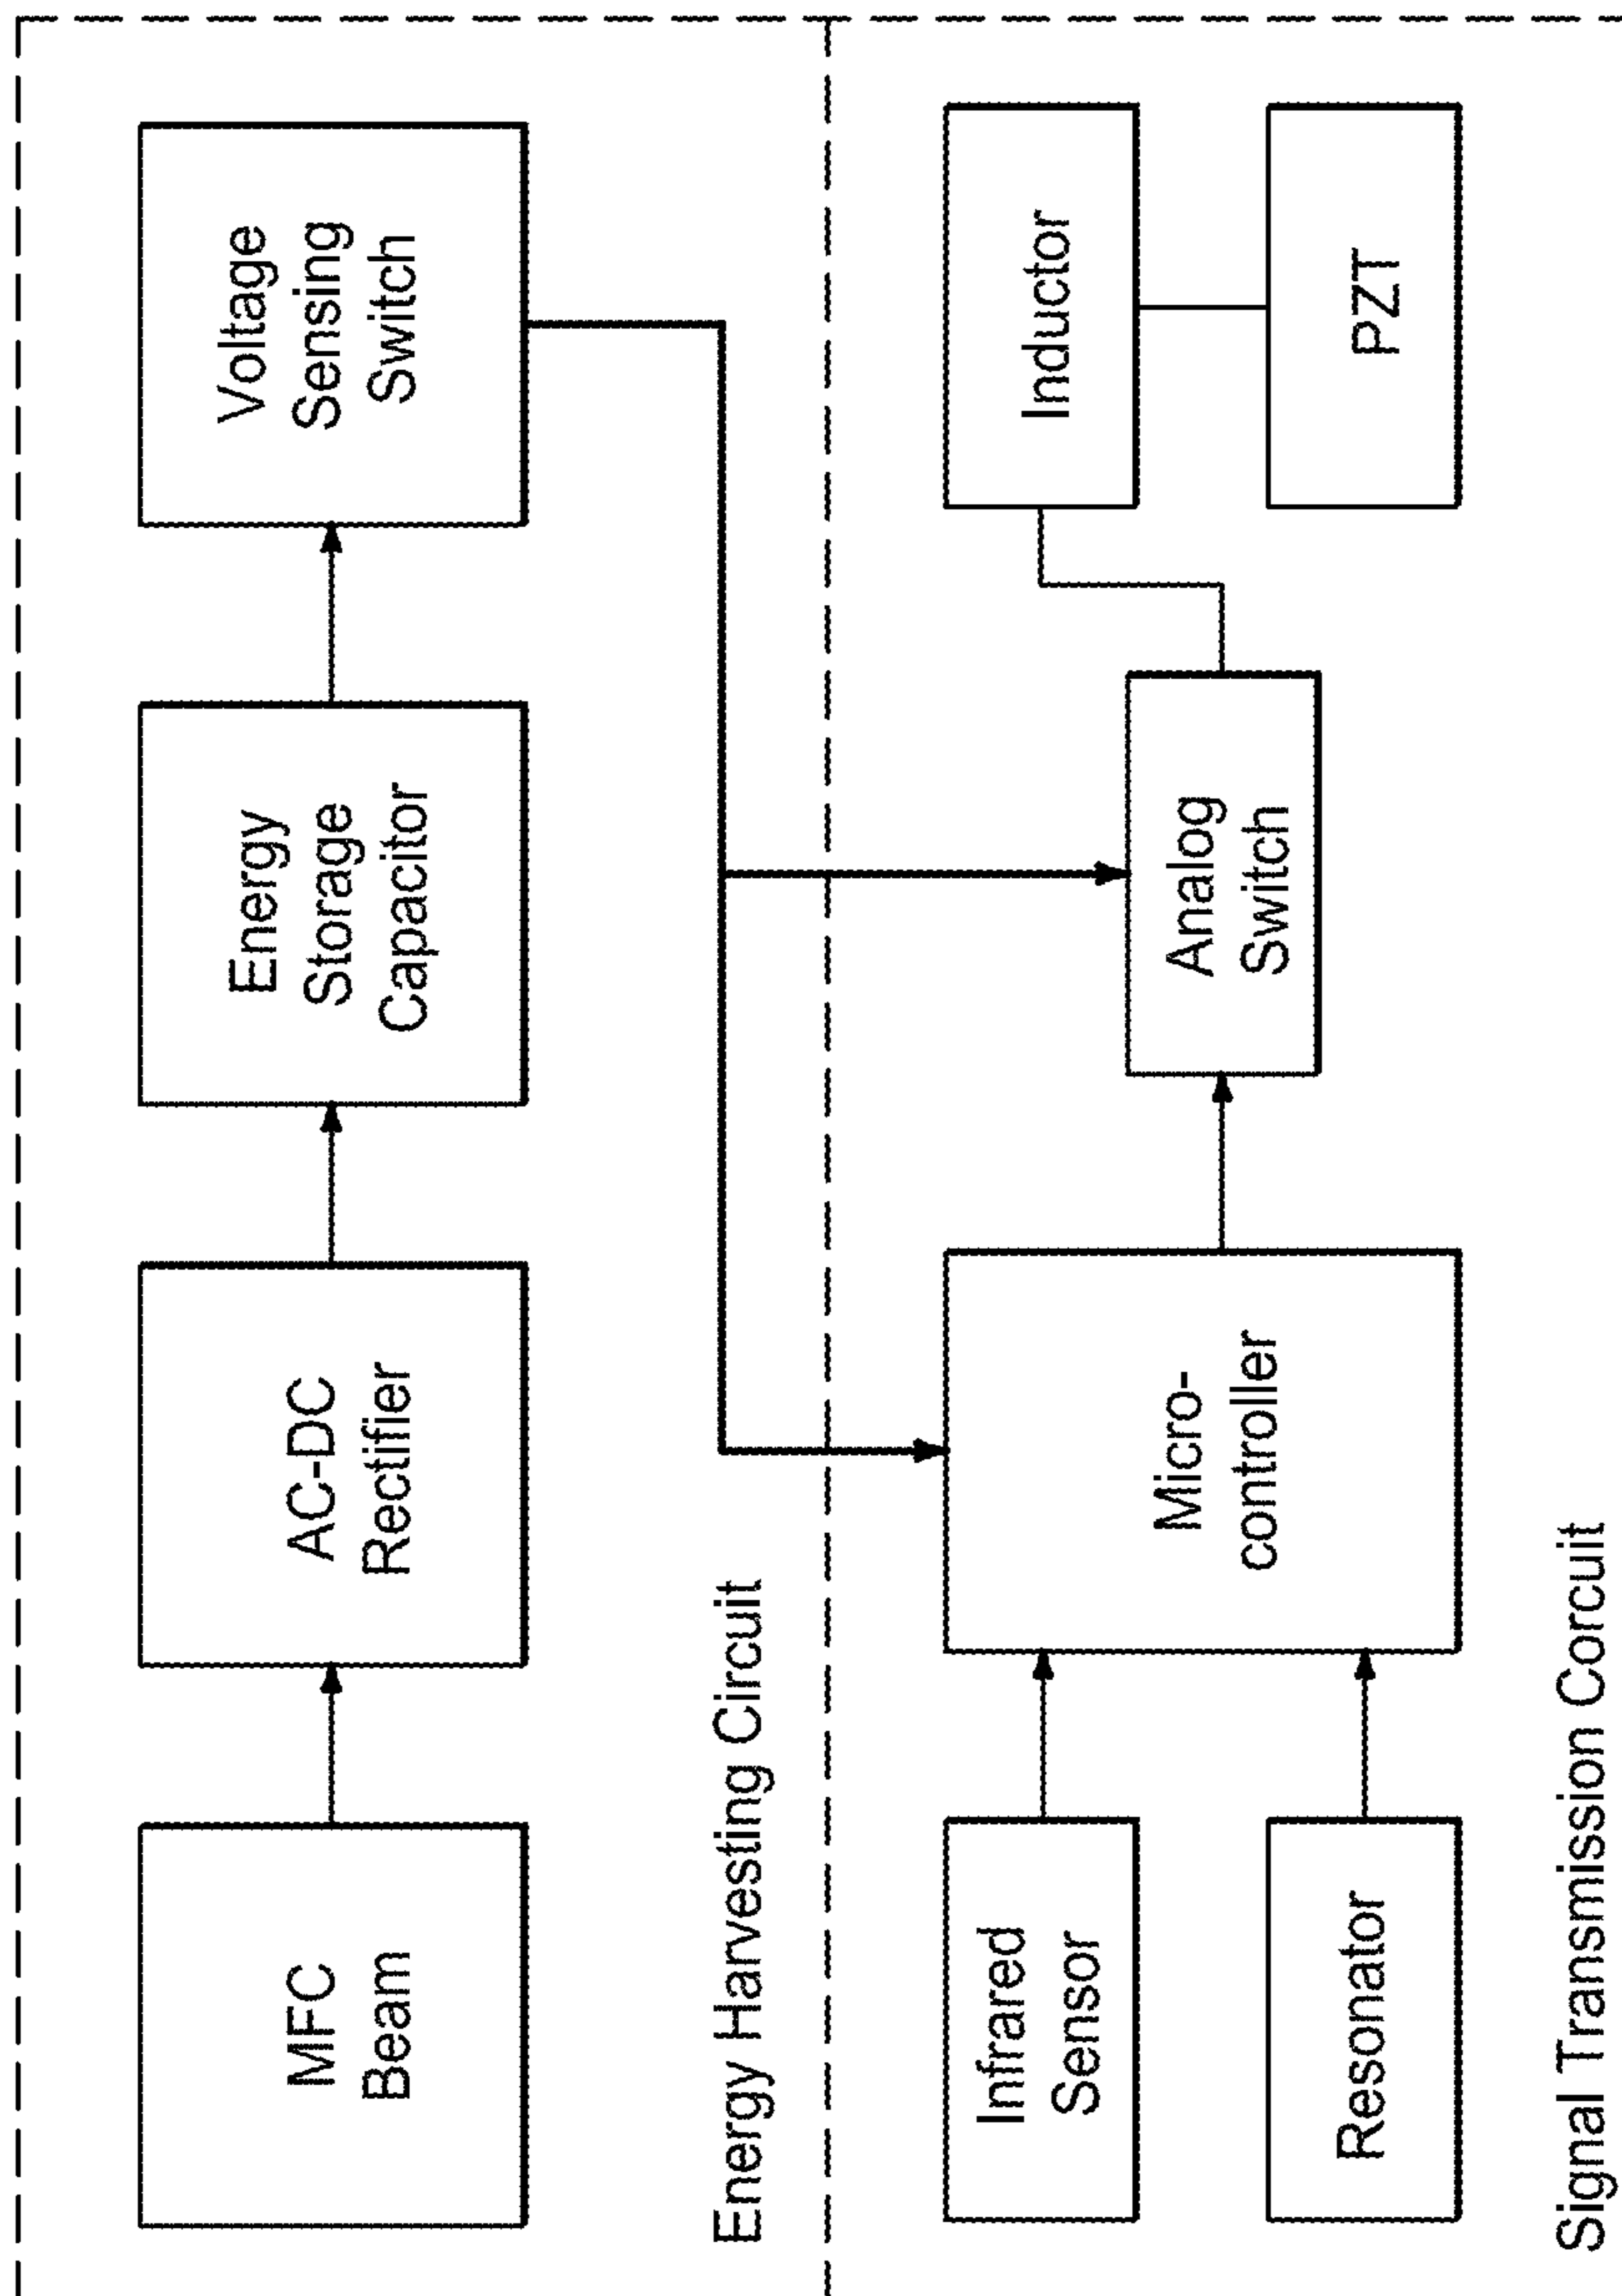 MFC
Beam
AC-DC
Rectifier
Energy
Storage
Capacitor
Voltage
Sensing
Switch
Energy Harvesting Circuit
Infrared
Sensor
Resonator
Micro-
controller
Analog
Switch
Inductor
PZT
Signal Transmission Corcuit